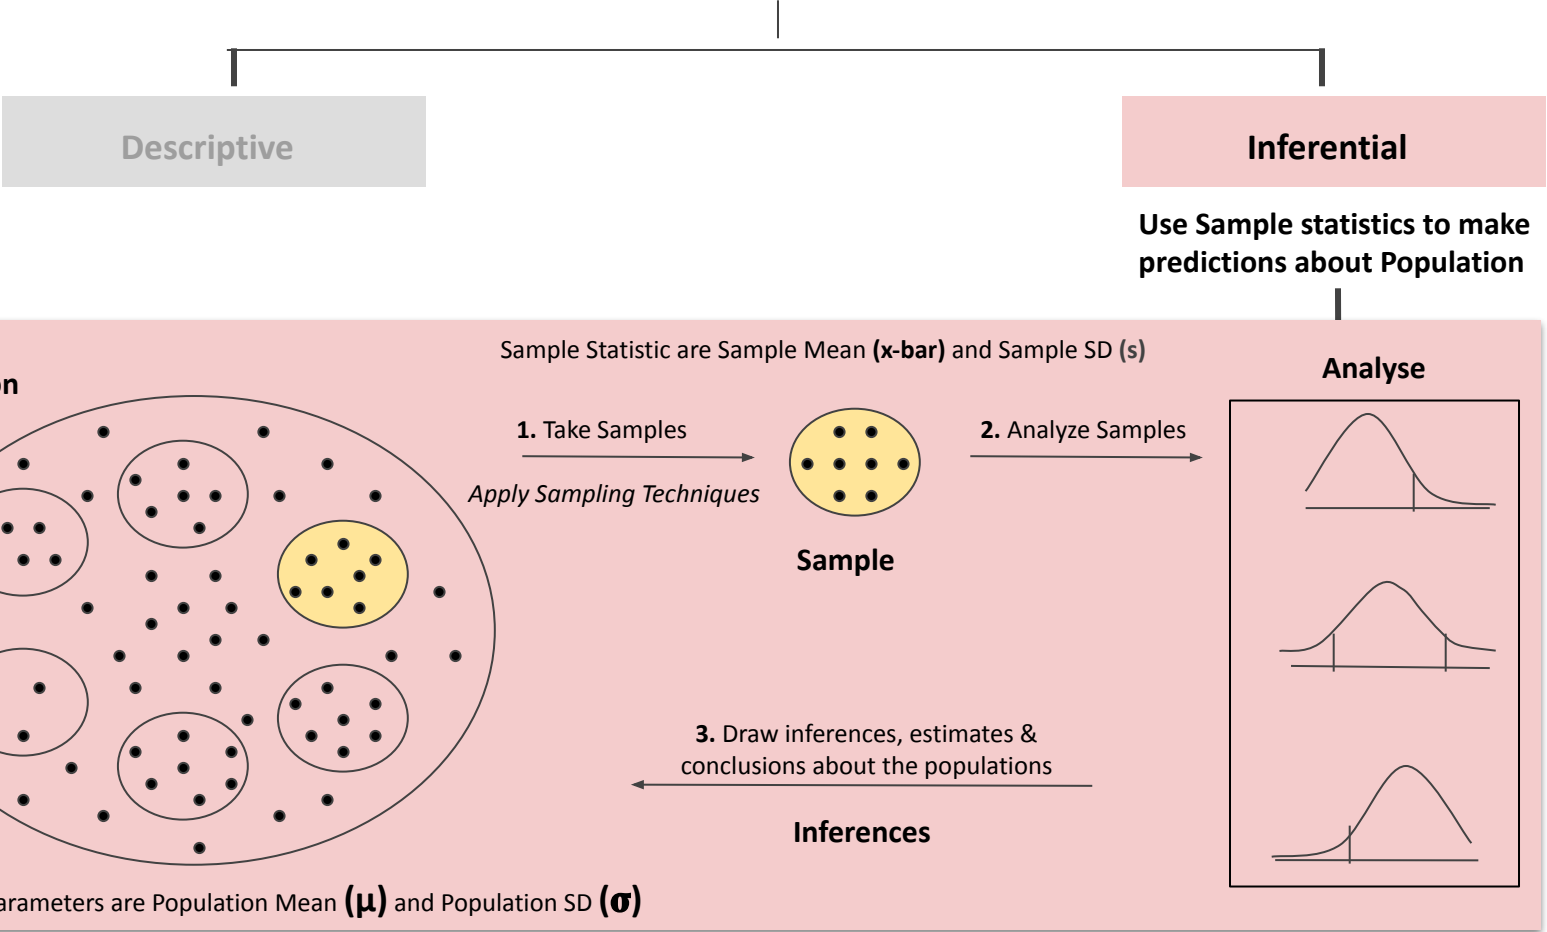 Descriptive
Inferential
Use Sample statistics to make
predictions about Population
Sample Statistic are Sample Mean (x-bar) and Sample SD (s)
Analyse
on
1. Take Samples
Apply Sampling Techniques
2. Analyze Samples
Sample
3. Draw inferences, estimates &
conclusions about the populations
Inferences
arameters are Population Mean (μ) and Population SD (σ)